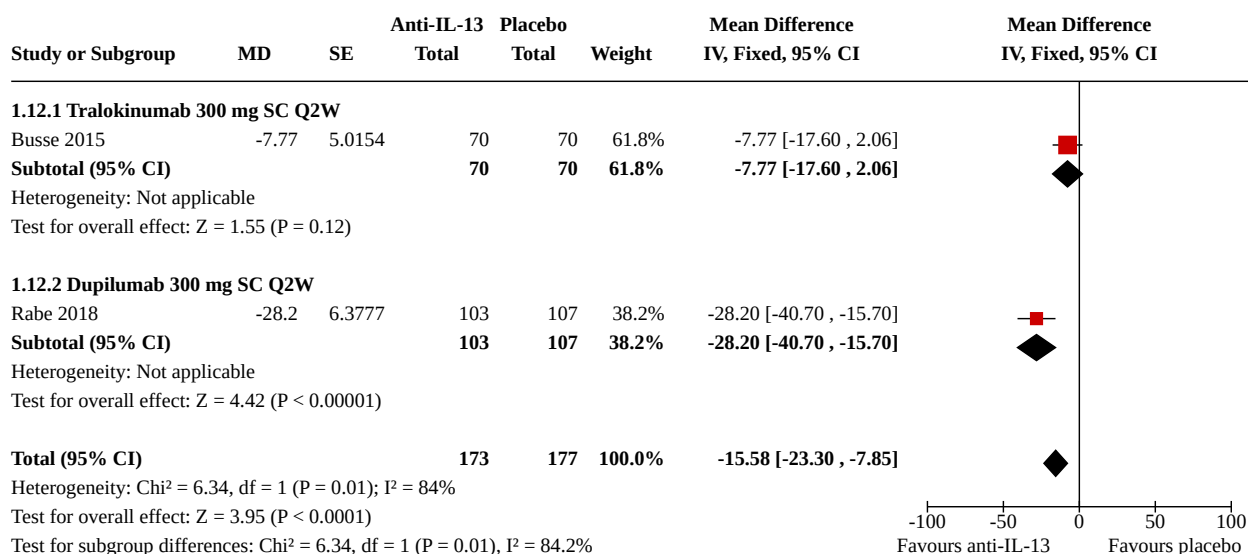 Anti-IL-13 Placebo Mean Difference Mean Difference
Study or Subgroup MD SE Total Total Weight IV, Fixed, 95% CI IV, Fixed, 95% CI
1.12.1 Tralokinumab 300 mg SC Q2W
Busse 2015 -7.77 5.0154 70 70 61.8% -7.77 [-17.60 , 2.06]
Subtotal (95% CI) 70 70 61.8% -7.77 [-17.60 , 2.06]
Heterogeneity: Not applicable
Test for overall effect: Z = 1.55 (P = 0.12)
1.12.2 Dupilumab 300 mg SC Q2W
Rabe 2018 -28.2 6.3777 103 107 38.2% -28.20 [-40.70 , -15.70]
Subtotal (95% CI) 103 107 38.2% -28.20 [-40.70 , -15.70]
Heterogeneity: Not applicable
Test for overall effect: Z = 4.42 (P < 0.00001)
Total (95% CI) 173 177 100.0% -15.58 [-23.30 , -7.85]
Heterogeneity: Chi² = 6.34, df = 1 (P = 0.01); I² = 84%
Test for overall effect: Z = 3.95 (P < 0.0001)
-100 -50 0 50 100
Test for subgroup differences: Chi² = 6.34, df = 1 (P = 0.01), I² = 84.2% Favours anti-IL-13 Favours placebo